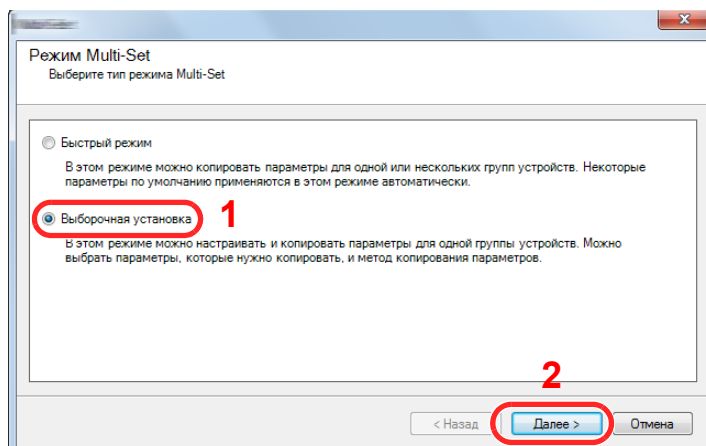 Режим Multi-Set
Выберите тип режима Multi-Set
Быстрый режим
В этом режиме можно копировать параметры для одной или нескольких групп устройств. Некоторые
параметры по умолчанию применяются в этом режиме автоматически.
Выборочная установка 1
В этом режиме можно настраивать и копировать параметры для одной группы устройств. Можно
выбрать параметры, которые нужно копировать, и метод копирования параметров.
2
< Назад Далее > Отмена